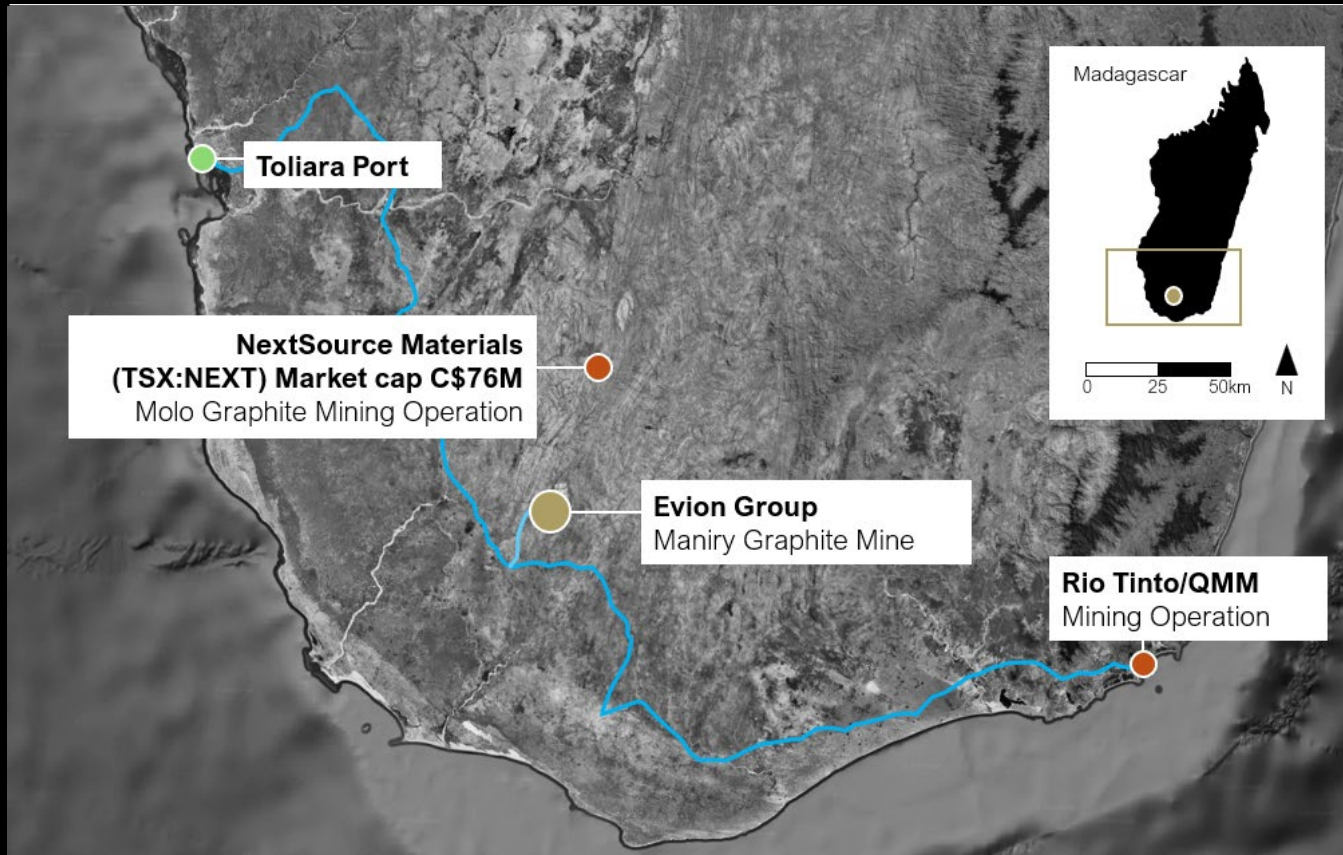 Madagascar
0 25 50km N
Toliara Port
NextSource Materials
(TSX:NEXT) Market cap C$76M
Molo Graphite Mining Operation
Evion Group
Maniry Graphite Mine
Rio Tinto/QMM
Mining Operation